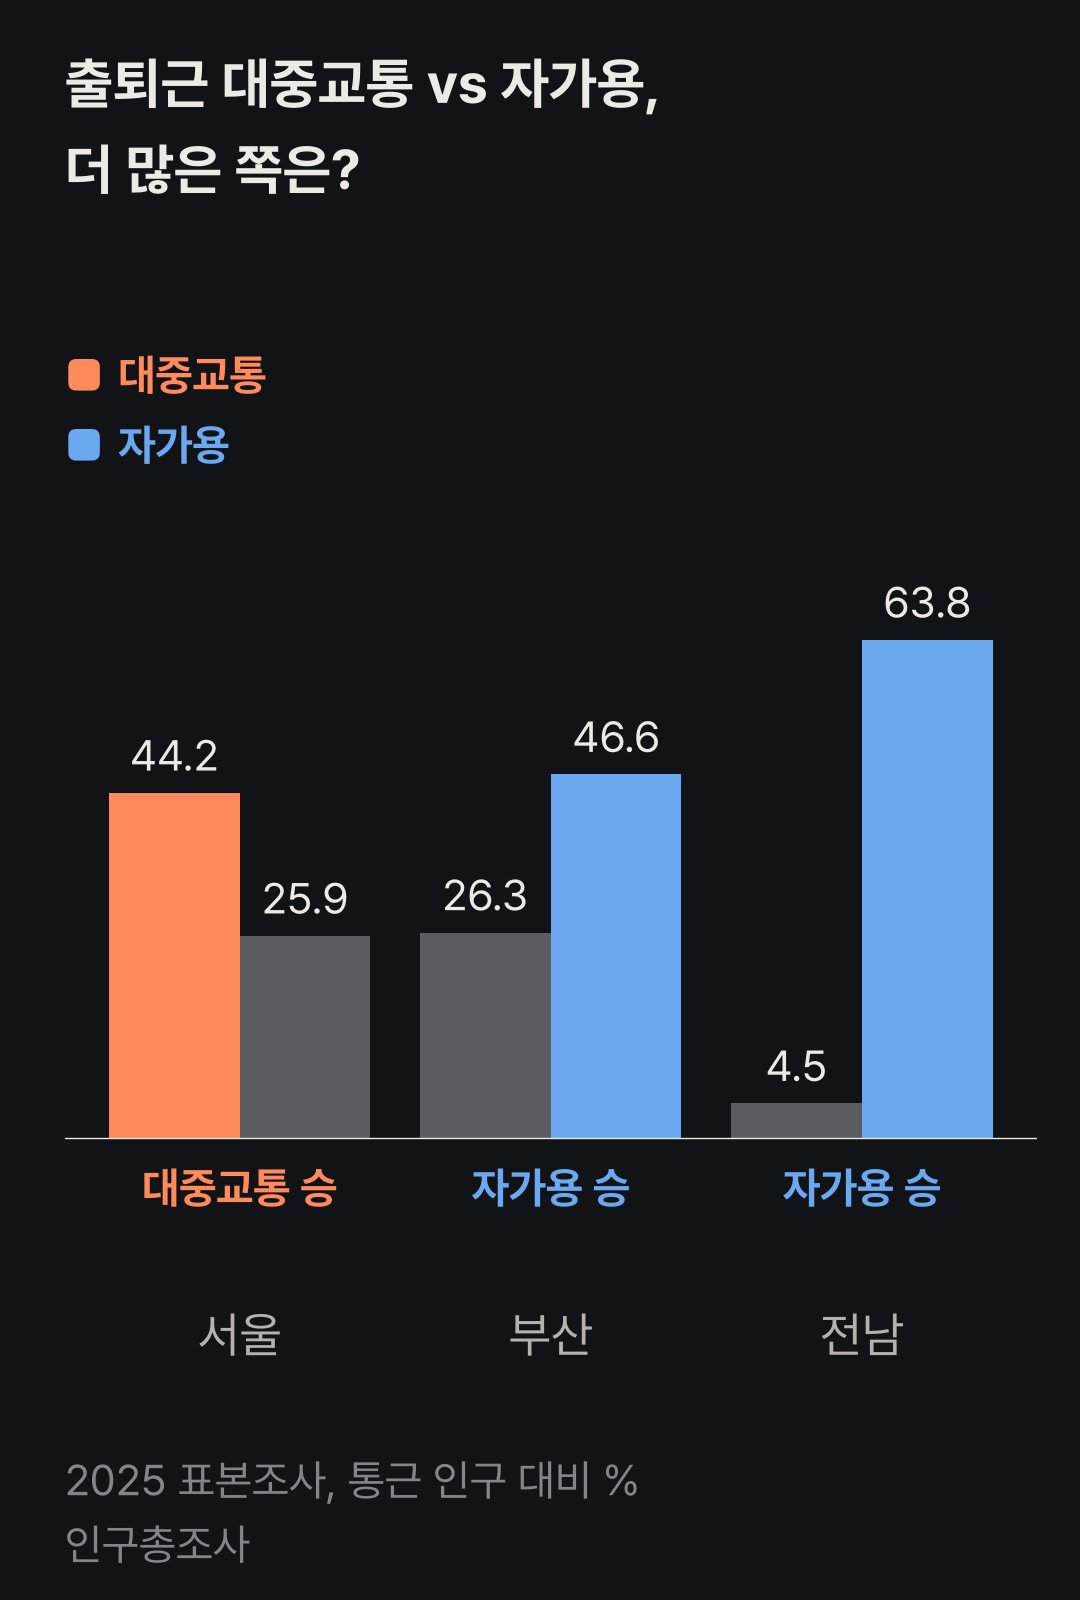 출퇴근 대중교통 vs 자가용,
더 많은 쪽은?
대중교통
자가용
63.8
46.6
44.2
25.9
26.3
4.5
대중교통 승
자가용 승
자가용 승
서울
부산
전남
2025 표본조사, 통근 인구 대비 %
인구총조사